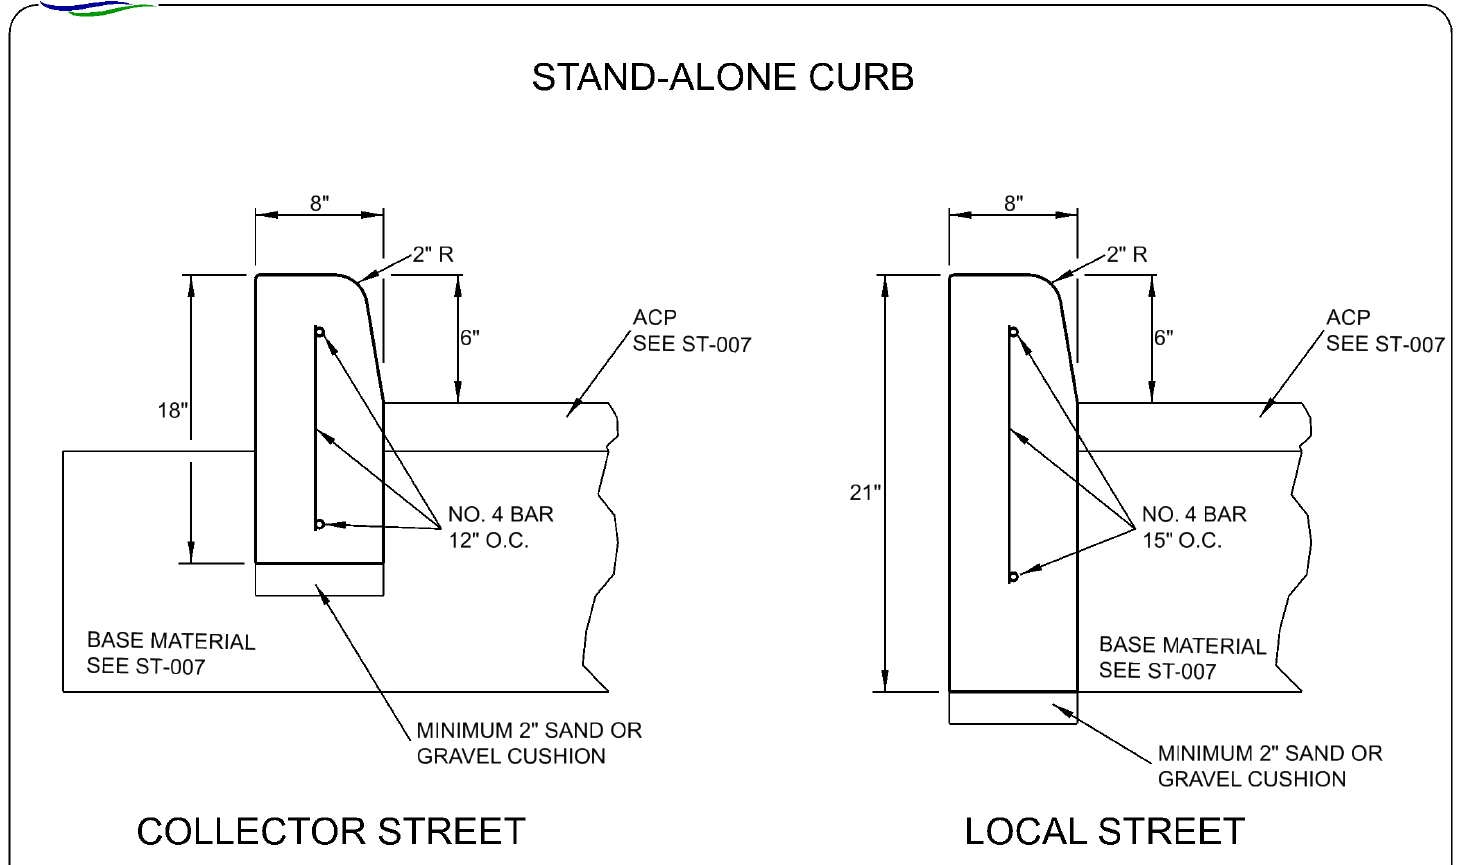 STAND-ALONE CURB
8"
2" R
6"
ACP
SEE ST-007
18"
NO. 4 BAR
12" O.C.
BASE MATERIAL
SEE ST-007
MINIMUM 2" SAND OR
GRAVEL CUSHION
COLLECTOR STREET
8"
2" R
6"
ACP
SEE ST-007
21"
NO. 4 BAR
15" O.C.
BASE MATERIAL
SEE ST-007
MINIMUM 2" SAND OR
GRAVEL CUSHION
LOCAL STREET